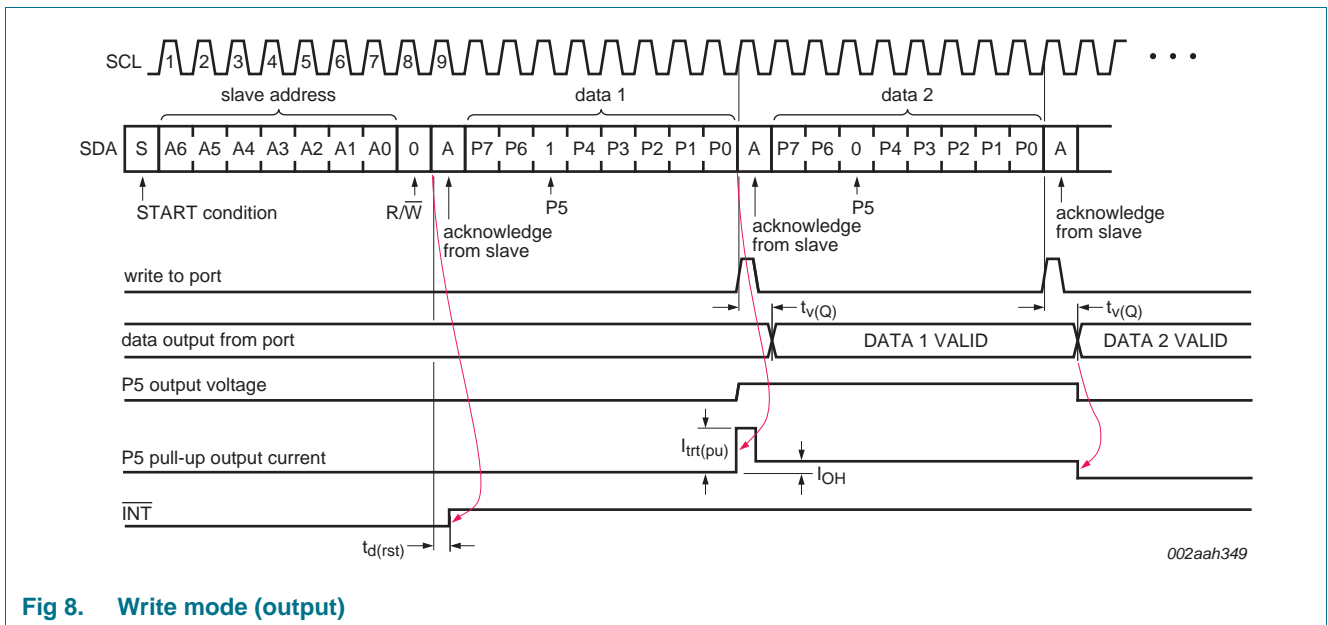 SCL 1 2 3 4 5 6 7 8 9
slave address data 1 data 2
SDA S A6 A5 A4 A3 A2 A1 A0 0 A P7 P6 1 P4 P3 P2 P1 P0 A P7 P6 0 P4 P3 P2 P1 P0 A
START condition R/W P5 P5
acknowledge from slave
acknowledge from slave
acknowledge from slave
write to port
tv(Q) tv(Q)
data output from port DATA 1 VALID DATA 2 VALID
P5 output voltage
Itrt(pu)
P5 pull-up output current
IOH
INT
td(rst)
002aah349
Fig 8. Write mode (output)